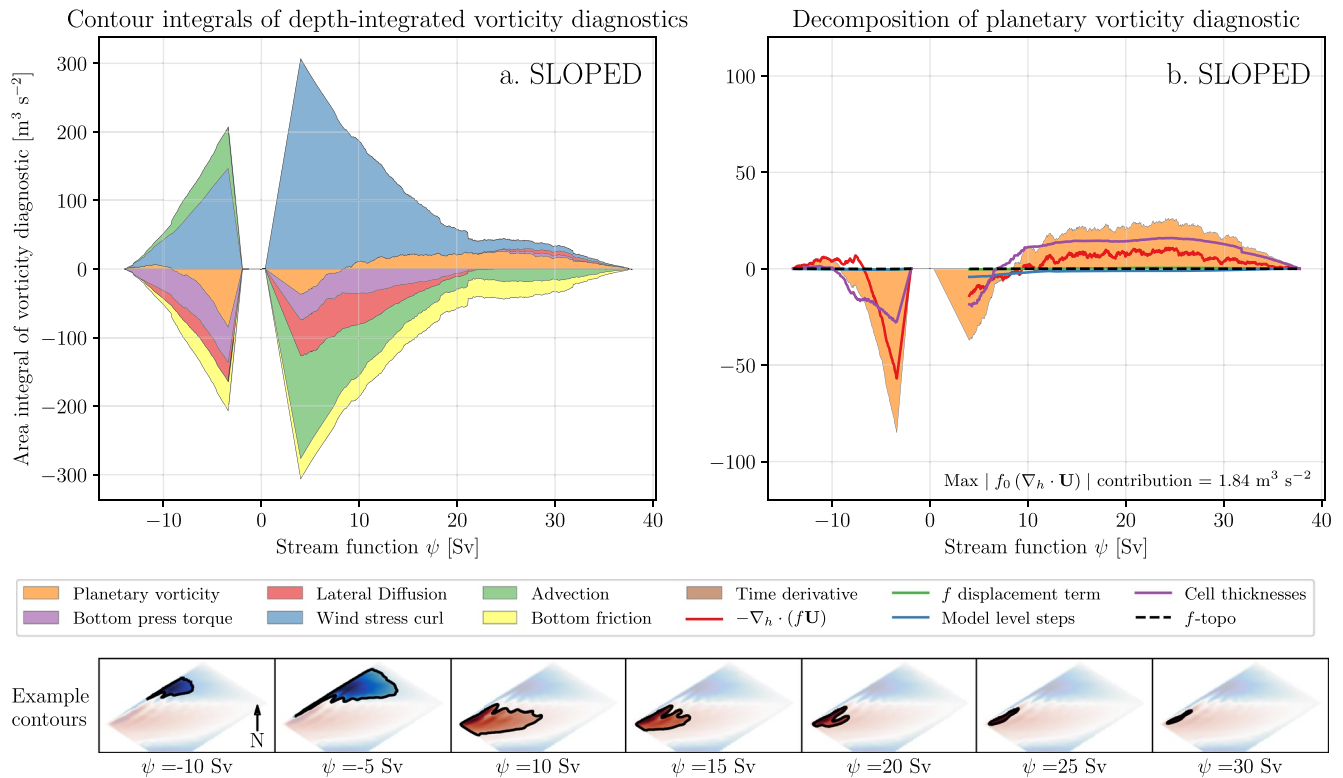 Contour integrals of depth-integrated vorticity diagnostics
Decomposition of planetary vorticity diagnostic
a. SLOPED
b. SLOPED
Area integral of vorticity diagnostic [m³ s⁻²]
300
200
100
0
−100
−200
−300
100
50
0
−50
−100
Max | f₀ (∇ₕ · U) | contribution = 1.84 m³ s⁻²
−10 0 10 20 30 40
−10 0 10 20 30 40
Stream function ψ [Sv]
Stream function ψ [Sv]
Planetary vorticity Lateral Diffusion Advection Time derivative f displacement term Cell thicknesses
Bottom press torque Wind stress curl Bottom friction −∇ₕ · (fU) Model level steps f-topo
Example
contours
N
ψ =-10 Sv ψ =-5 Sv ψ =10 Sv ψ =15 Sv ψ =20 Sv ψ =25 Sv ψ =30 Sv